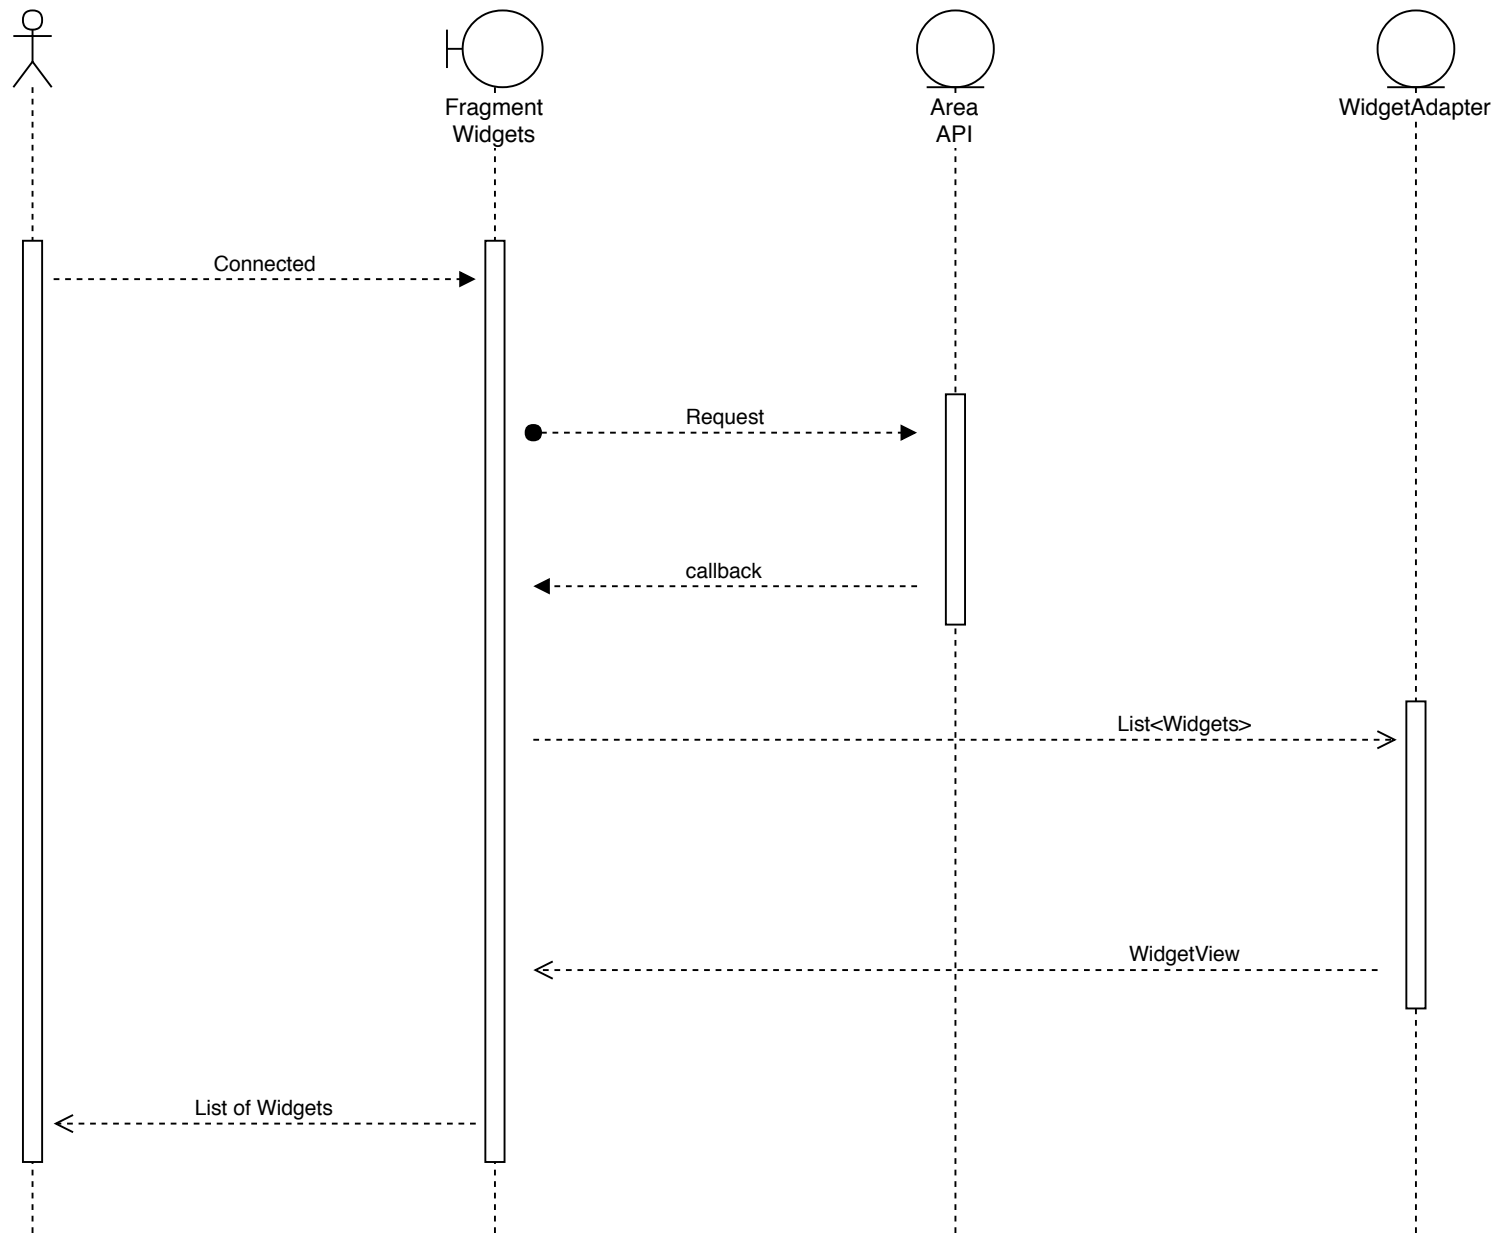 Fragment
Widgets
Area
API
WidgetAdapter
Connected
Request
callback
List<Widgets>
WidgetView
List of Widgets